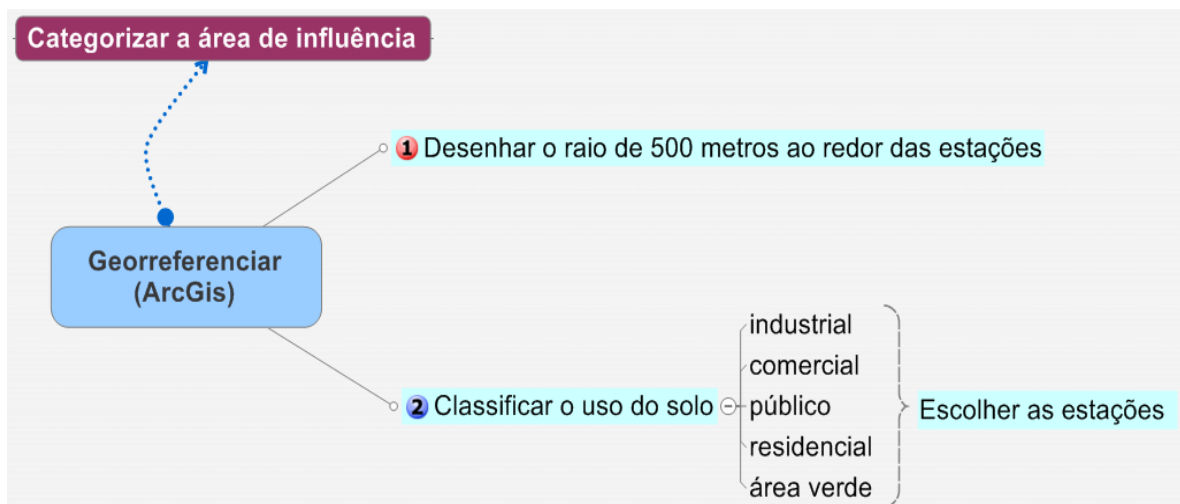 Categorizar a área de influência
1 Desenhar o raio de 500 metros ao redor das estações
Georreferenciar
(ArcGis)
2 Classificar o uso do solo
industrial
comercial
público
residencial
área verde
Escolher as estações